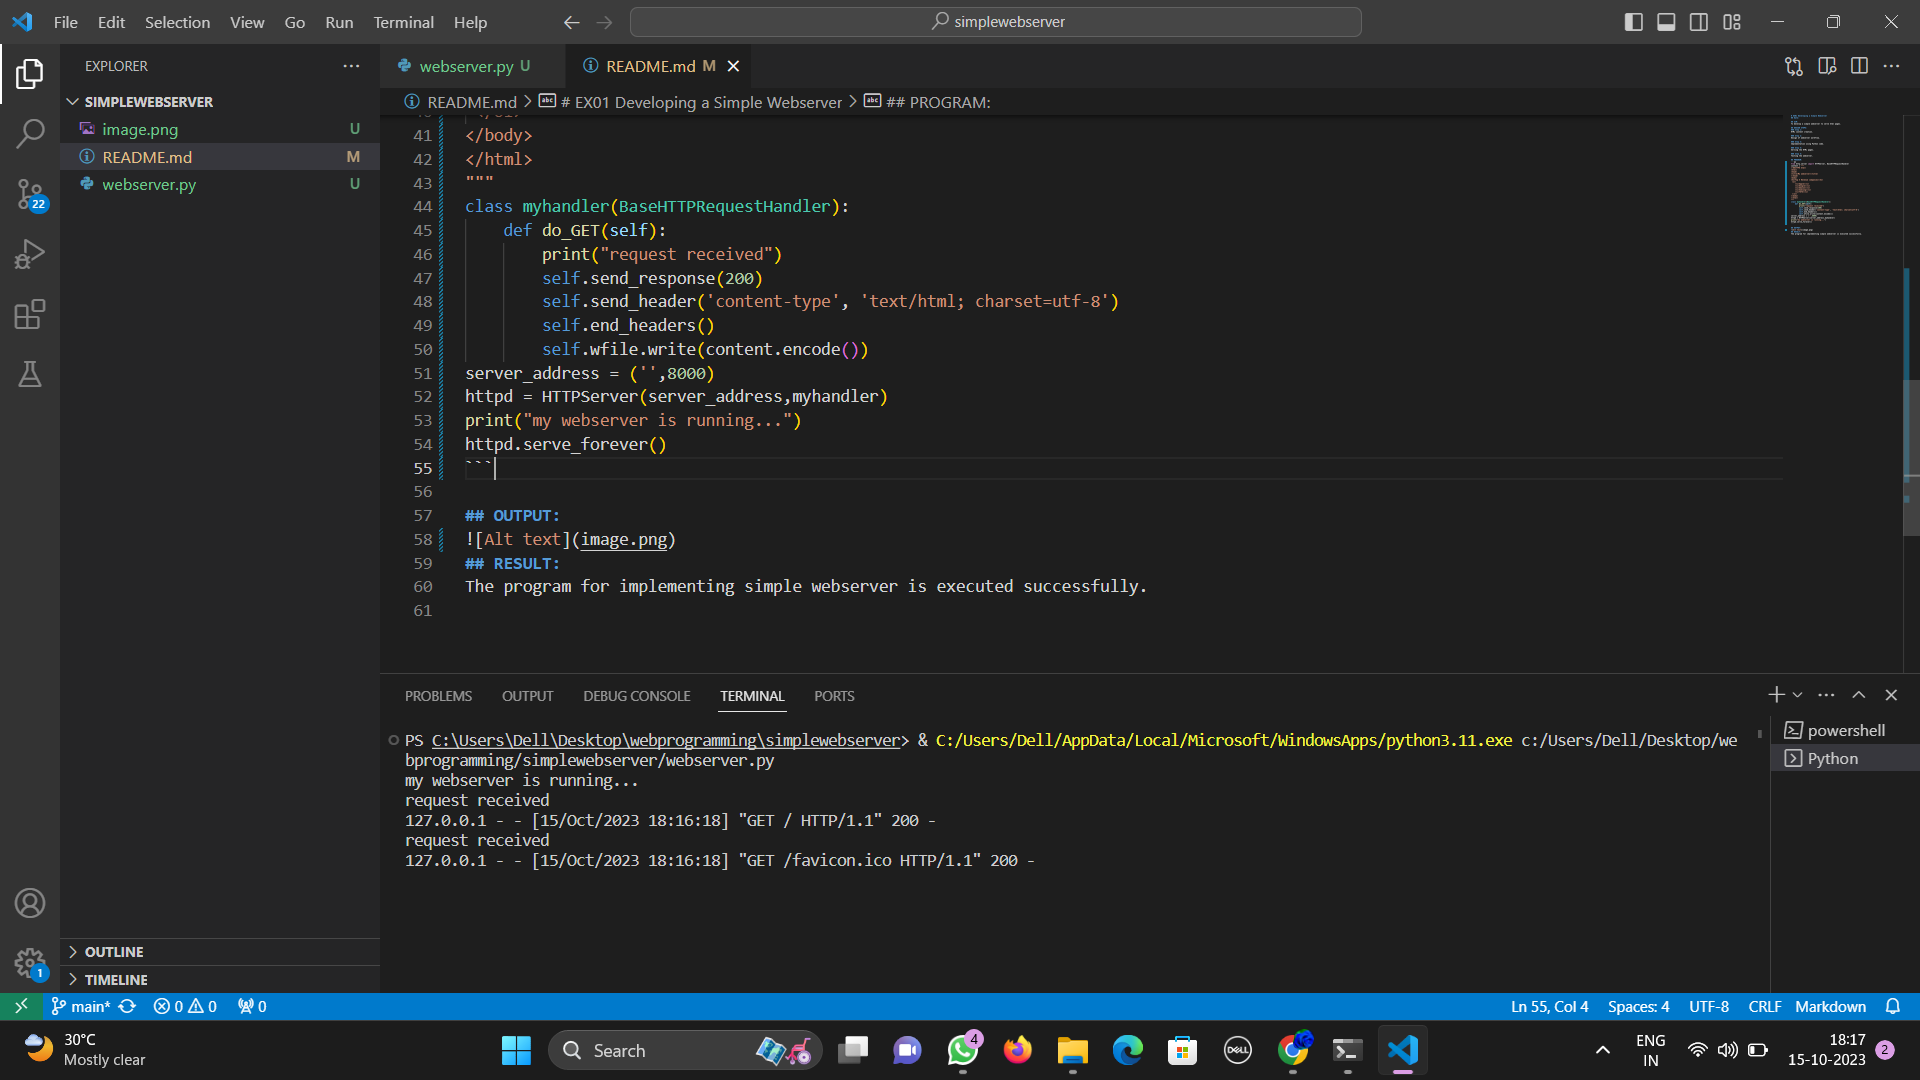 File Edit Selection View Go Run Terminal Help
simplewebserver
EXPLORER
SIMPLEWEBSERVER
image.png U
README.md M
webserver.py U
22
1
OUTLINE
TIMELINE
webserver.py U
README.md M
README.md > # EX01 Developing a Simple Webserver > ## PROGRAM:
41 </body>
42 </html>
43 """
44 class myhandler(BaseHTTPRequestHandler):
45 def do_GET(self):
46 print("request received")
47 self.send_response(200)
48 self.send_header('content-type', 'text/html; charset=utf-8')
49 self.end_headers()
50 self.wfile.write(content.encode())
51 server_address = ('',8000)
52 httpd = HTTPServer(server_address,myhandler)
53 print("my webserver is running...")
54 httpd.serve_forever()
55 ```
56
57 ## OUTPUT:
58 ![Alt text](image.png)
59 ## RESULT:
60 The program for implementing simple webserver is executed successfully.
61
PROBLEMS OUTPUT DEBUG CONSOLE TERMINAL PORTS
PS C:\Users\Dell\Desktop\webprogramming\simplewebserver> & C:/Users/Dell/AppData/Local/Microsoft/WindowsApps/python3.11.exe c:/Users/Dell/Desktop/we
bprogramming/simplewebserver/webserver.py
my webserver is running...
request received
127.0.0.1 - - [15/Oct/2023 18:16:18] "GET / HTTP/1.1" 200 -
request received
127.0.0.1 - - [15/Oct/2023 18:16:18] "GET /favicon.ico HTTP/1.1" 200 -
powershell
Python
main* 0 0 0
Ln 55, Col 4 Spaces: 4 UTF-8 CRLF Markdown
30°C
Mostly clear
Search
4
DELL
ENG
IN
18:17
15-10-2023
2